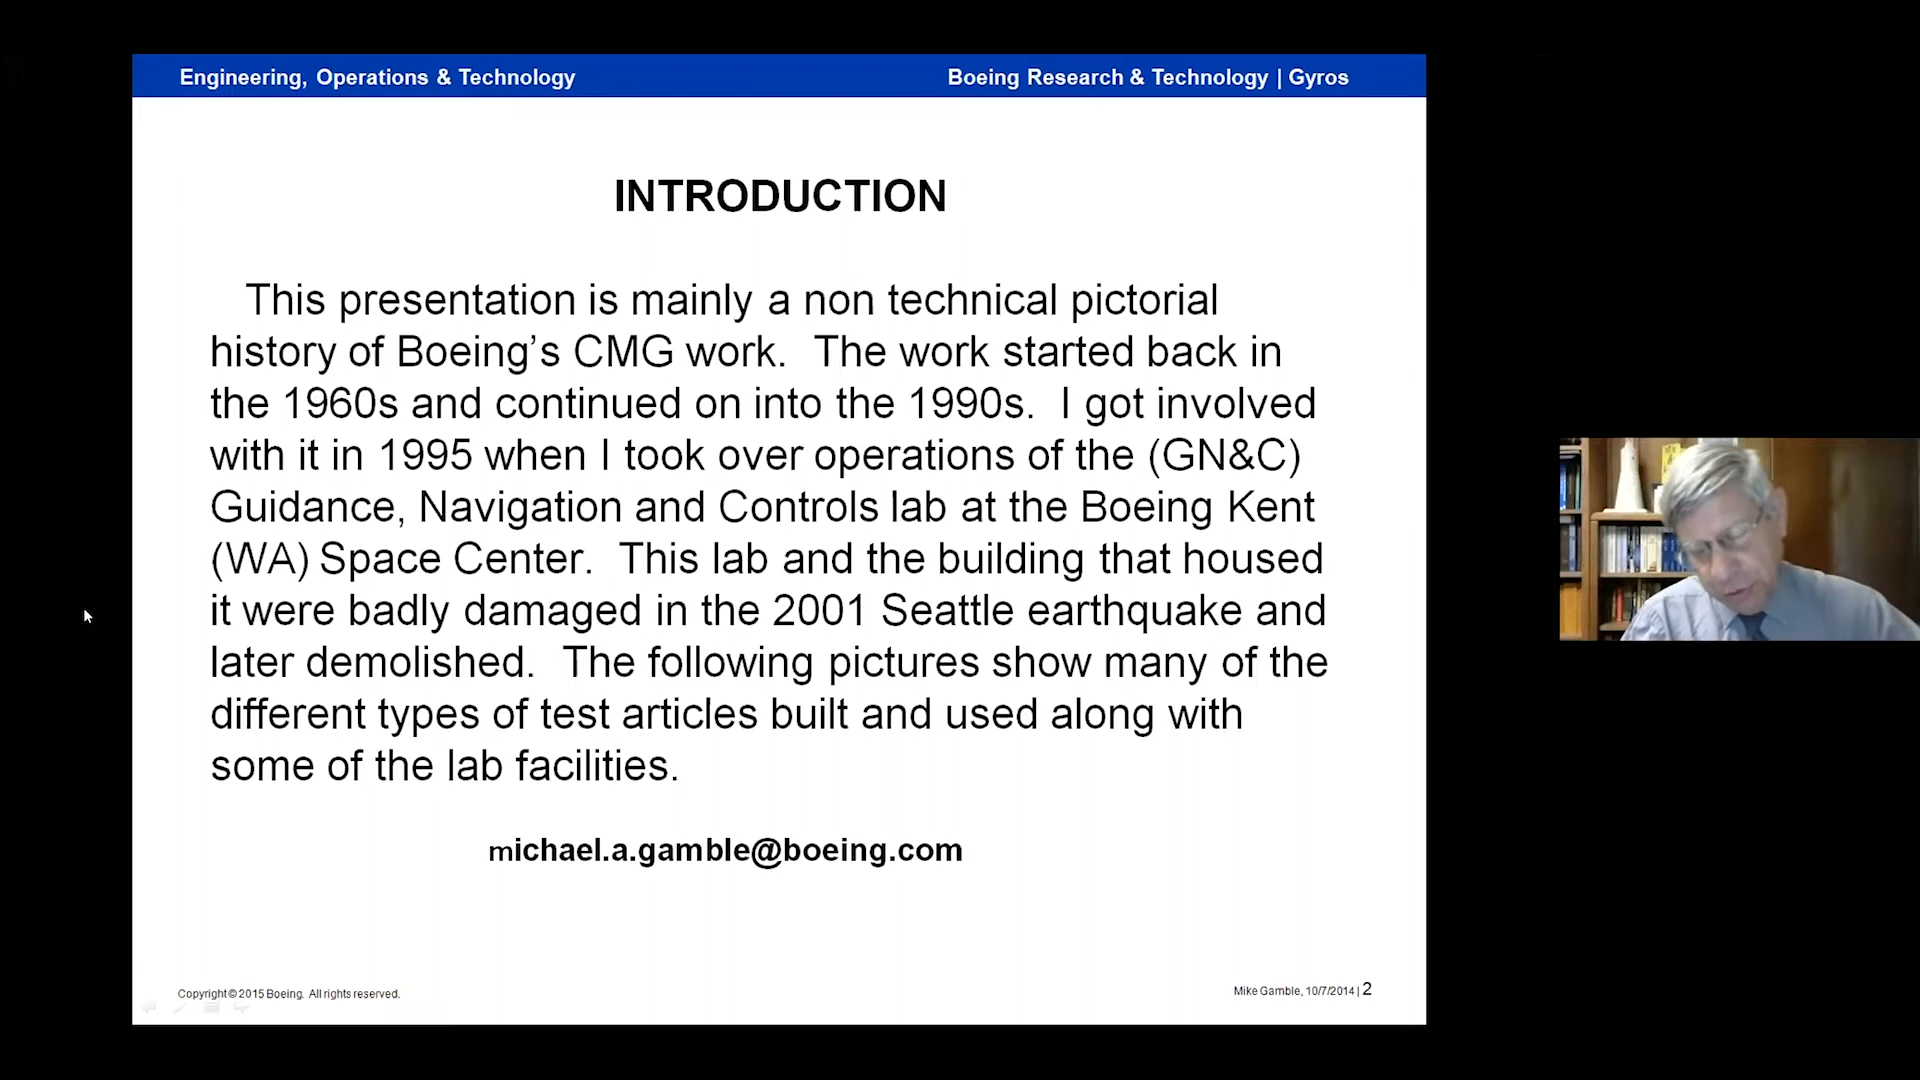 Engineering, Operations & Technology
Boeing Research & Technology | Gyros
INTRODUCTION
This presentation is mainly a non technical pictorial
history of Boeing’s CMG work.  The work started back in
the 1960s and continued on into the 1990s.  I got involved
with it in 1995 when I took over operations of the (GN&C)
Guidance, Navigation and Controls lab at the Boeing Kent
(WA) Space Center.  This lab and the building that housed
it were badly damaged in the 2001 Seattle earthquake and
later demolished.  The following pictures show many of the
different types of test articles built and used along with
some of the lab facilities.
michael.a.gamble@boeing.com
Copyright © 2015 Boeing.  All rights reserved.
Mike Gamble, 10/7/2014 | 2